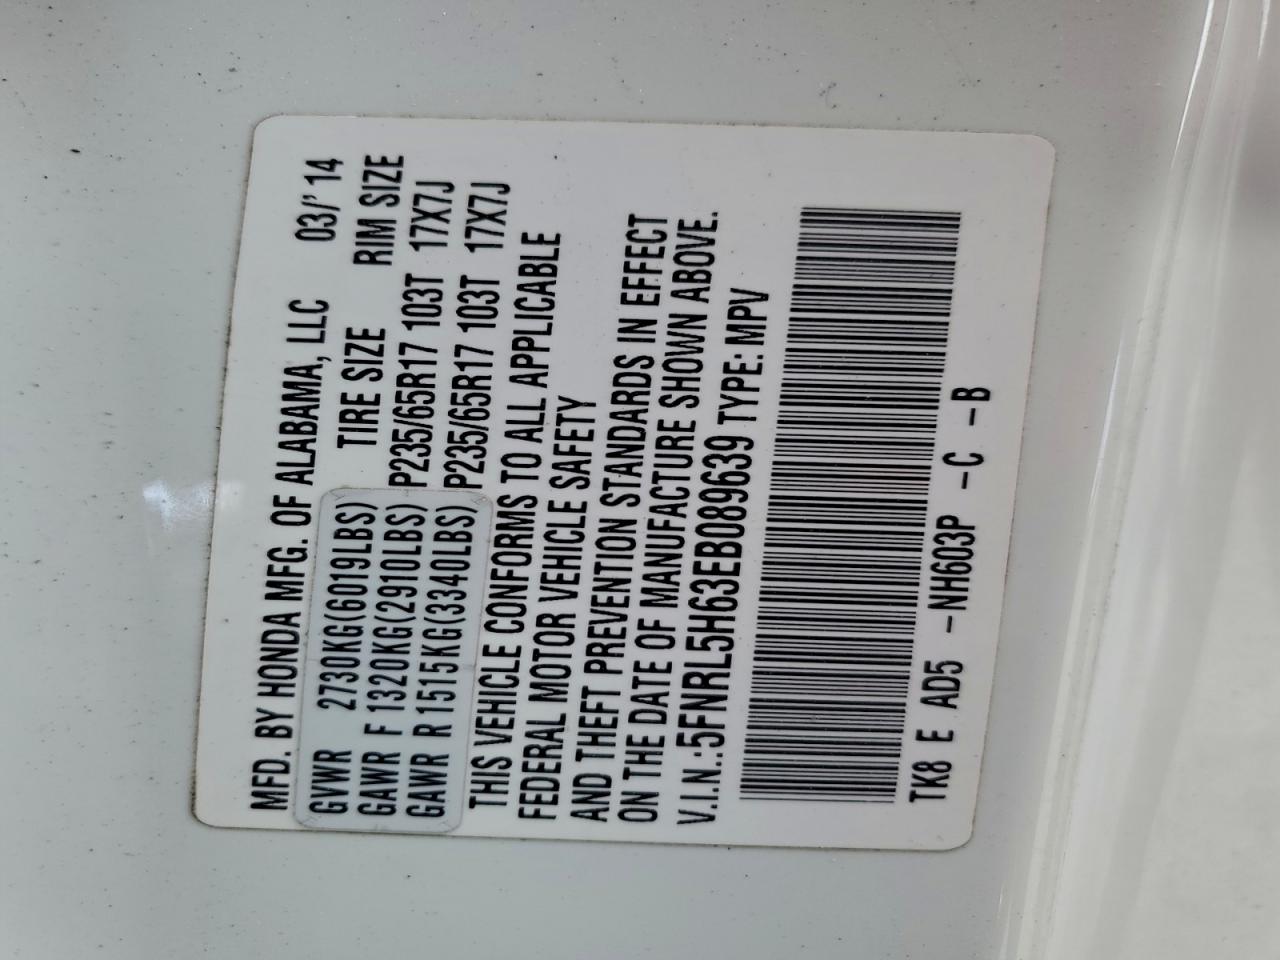 MFD. BY HONDA MFG. OF ALABAMA, LLC 03/'14
TIRE SIZE RIM SIZE
GVWR 2730KG(6019LBS)
GAWR F 1320KG(2910LBS) P235/65R17 103T 17X7J
GAWR R 1515KG(3340LBS) P235/65R17 103T 17X7J
THIS VEHICLE CONFORMS TO ALL APPLICABLE
FEDERAL MOTOR VEHICLE SAFETY
AND THEFT PREVENTION STANDARDS IN EFFECT
ON THE DATE OF MANUFACTURE SHOWN ABOVE.
V.I.N.:5FNRL5H63EB089639 TYPE: MPV
TK8 E AD5 -NH603P -C -B